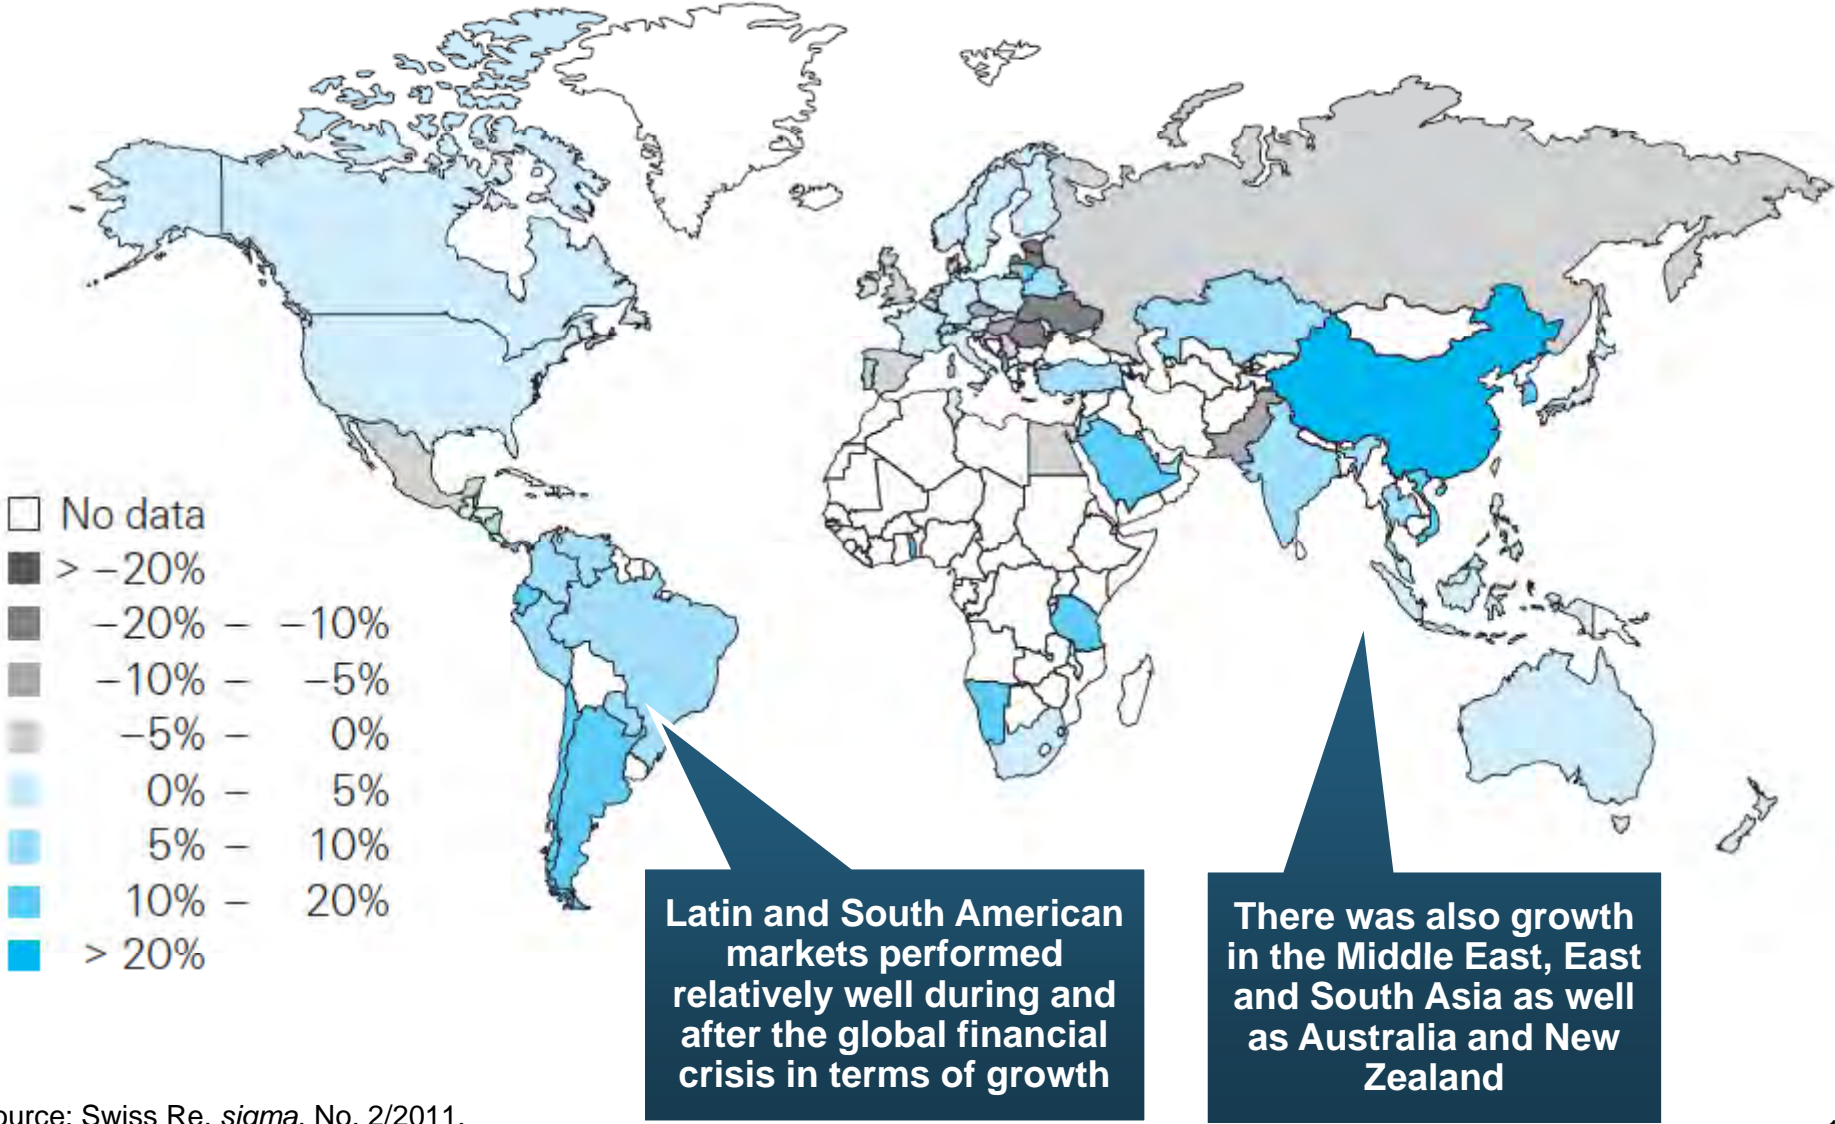 No data
> −20%
−20% – −10%
−10% – −5%
−5% – 0%
0% – 5%
5% – 10%
10% – 20%
> 20%
Latin and South American
markets performed
relatively well during and
after the global financial
crisis in terms of growth
There was also growth
in the Middle East, East
and South Asia as well
as Australia and New
Zealand
ource: Swiss Re, sigma, No. 2/2011.